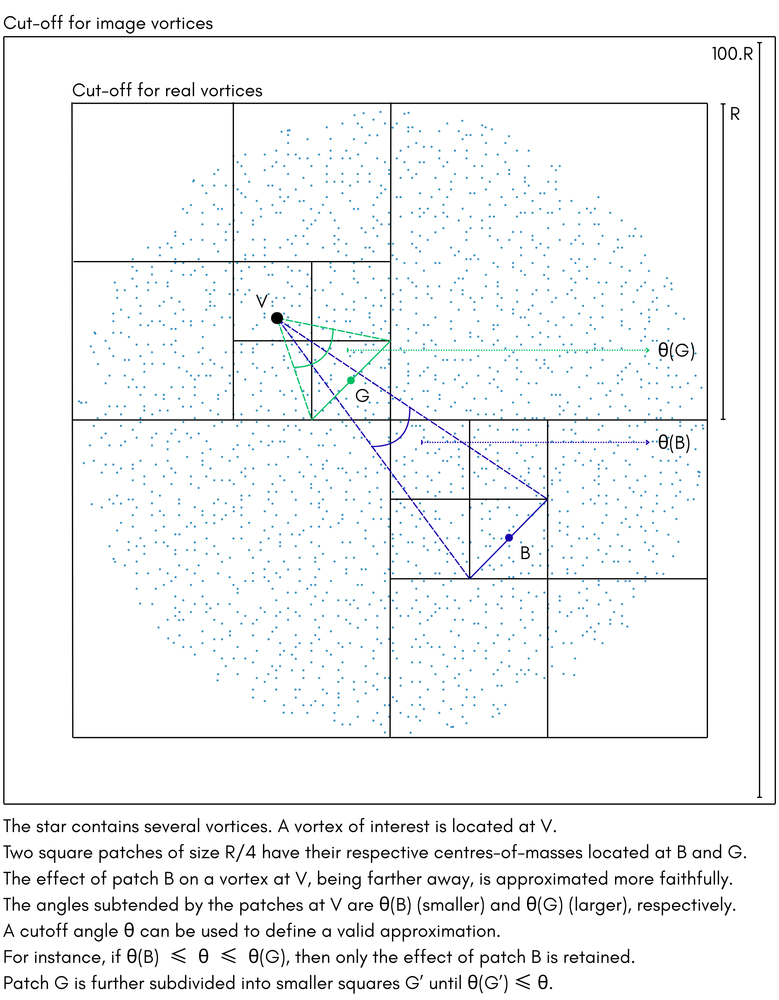 Cut-off for image vortices
100.R
Cut-off for real vortices
R
V
θ(G)
G
θ(B)
B
The star contains several vortices. A vortex of interest is located at V.
Two square patches of size R/4 have their respective centres-of-masses located at B and G.
The effect of patch B on a vortex at V, being farther away, is approximated more faithfully.
The angles subtended by the patches at V are θ(B) (smaller) and θ(G) (larger), respectively.
A cutoff angle θ can be used to define a valid approximation.
For instance, if θ(B) ⩽ θ ⩽ θ(G), then only the effect of patch B is retained.
Patch G is further subdivided into smaller squares G′ until θ(G′) ⩽ θ.